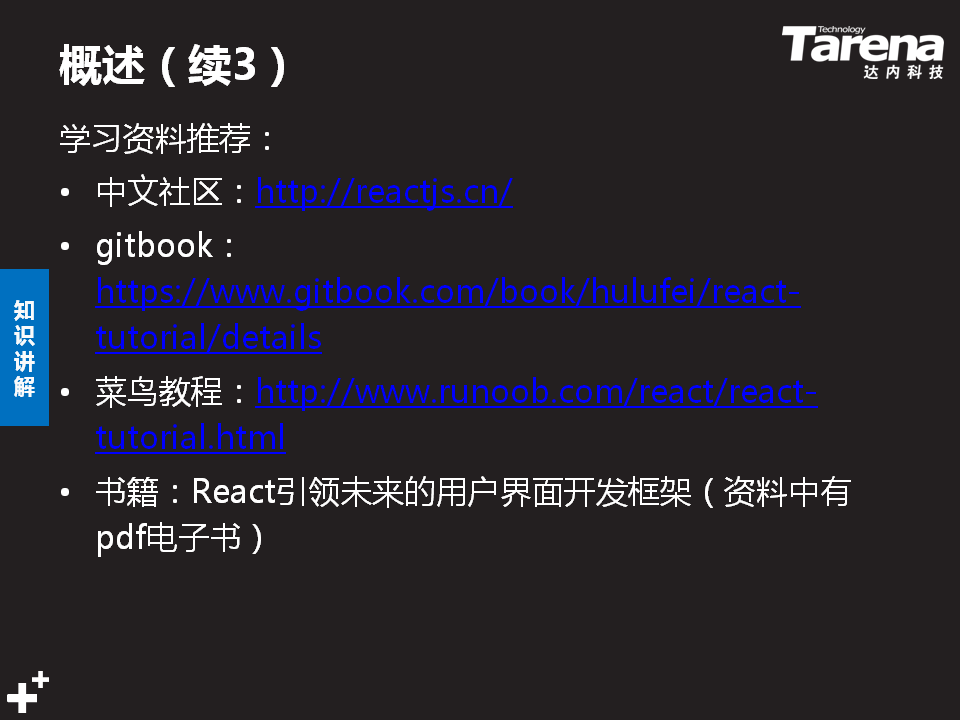 概述（续3）
Technology
Tarena
达内科技
学习资料推荐：
• 中文社区：http://reactjs.cn/
• gitbook：
https://www.gitbook.com/book/hulufei/react-
tutorial/details
知识讲解
• 菜鸟教程：http://www.runoob.com/react/react-
tutorial.html
• 书籍：React引领未来的用户界面开发框架（资料中有
pdf电子书）